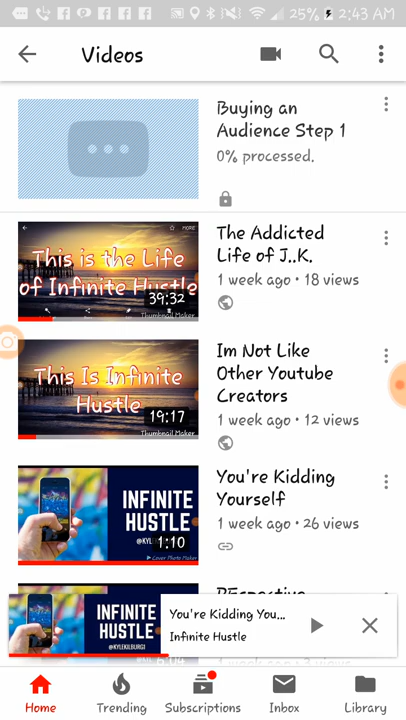 25% 2:43 AM
Videos
Buying an
Audience Step 1
0% processed.
The Addicted
Life of J..K.
1 week ago • 18 views
MORE
This is the Life
of Infinite Hustle
39:32
Thumbnail Maker
Im Not Like
Other Youtube
Creators
1 week ago • 12 views
This Is Infinite
Hustle
19:17
Thumbnail Maker
You're Kidding
Yourself
1 week ago • 26 views
INFINITE
HUSTLE
1:10
Cover Photo Maker
INFINITE
HUSTLE
@KYLEKILBURG1
You're Kidding You...
Infinite Hustle
Home
Trending
Subscriptions
Inbox
Library